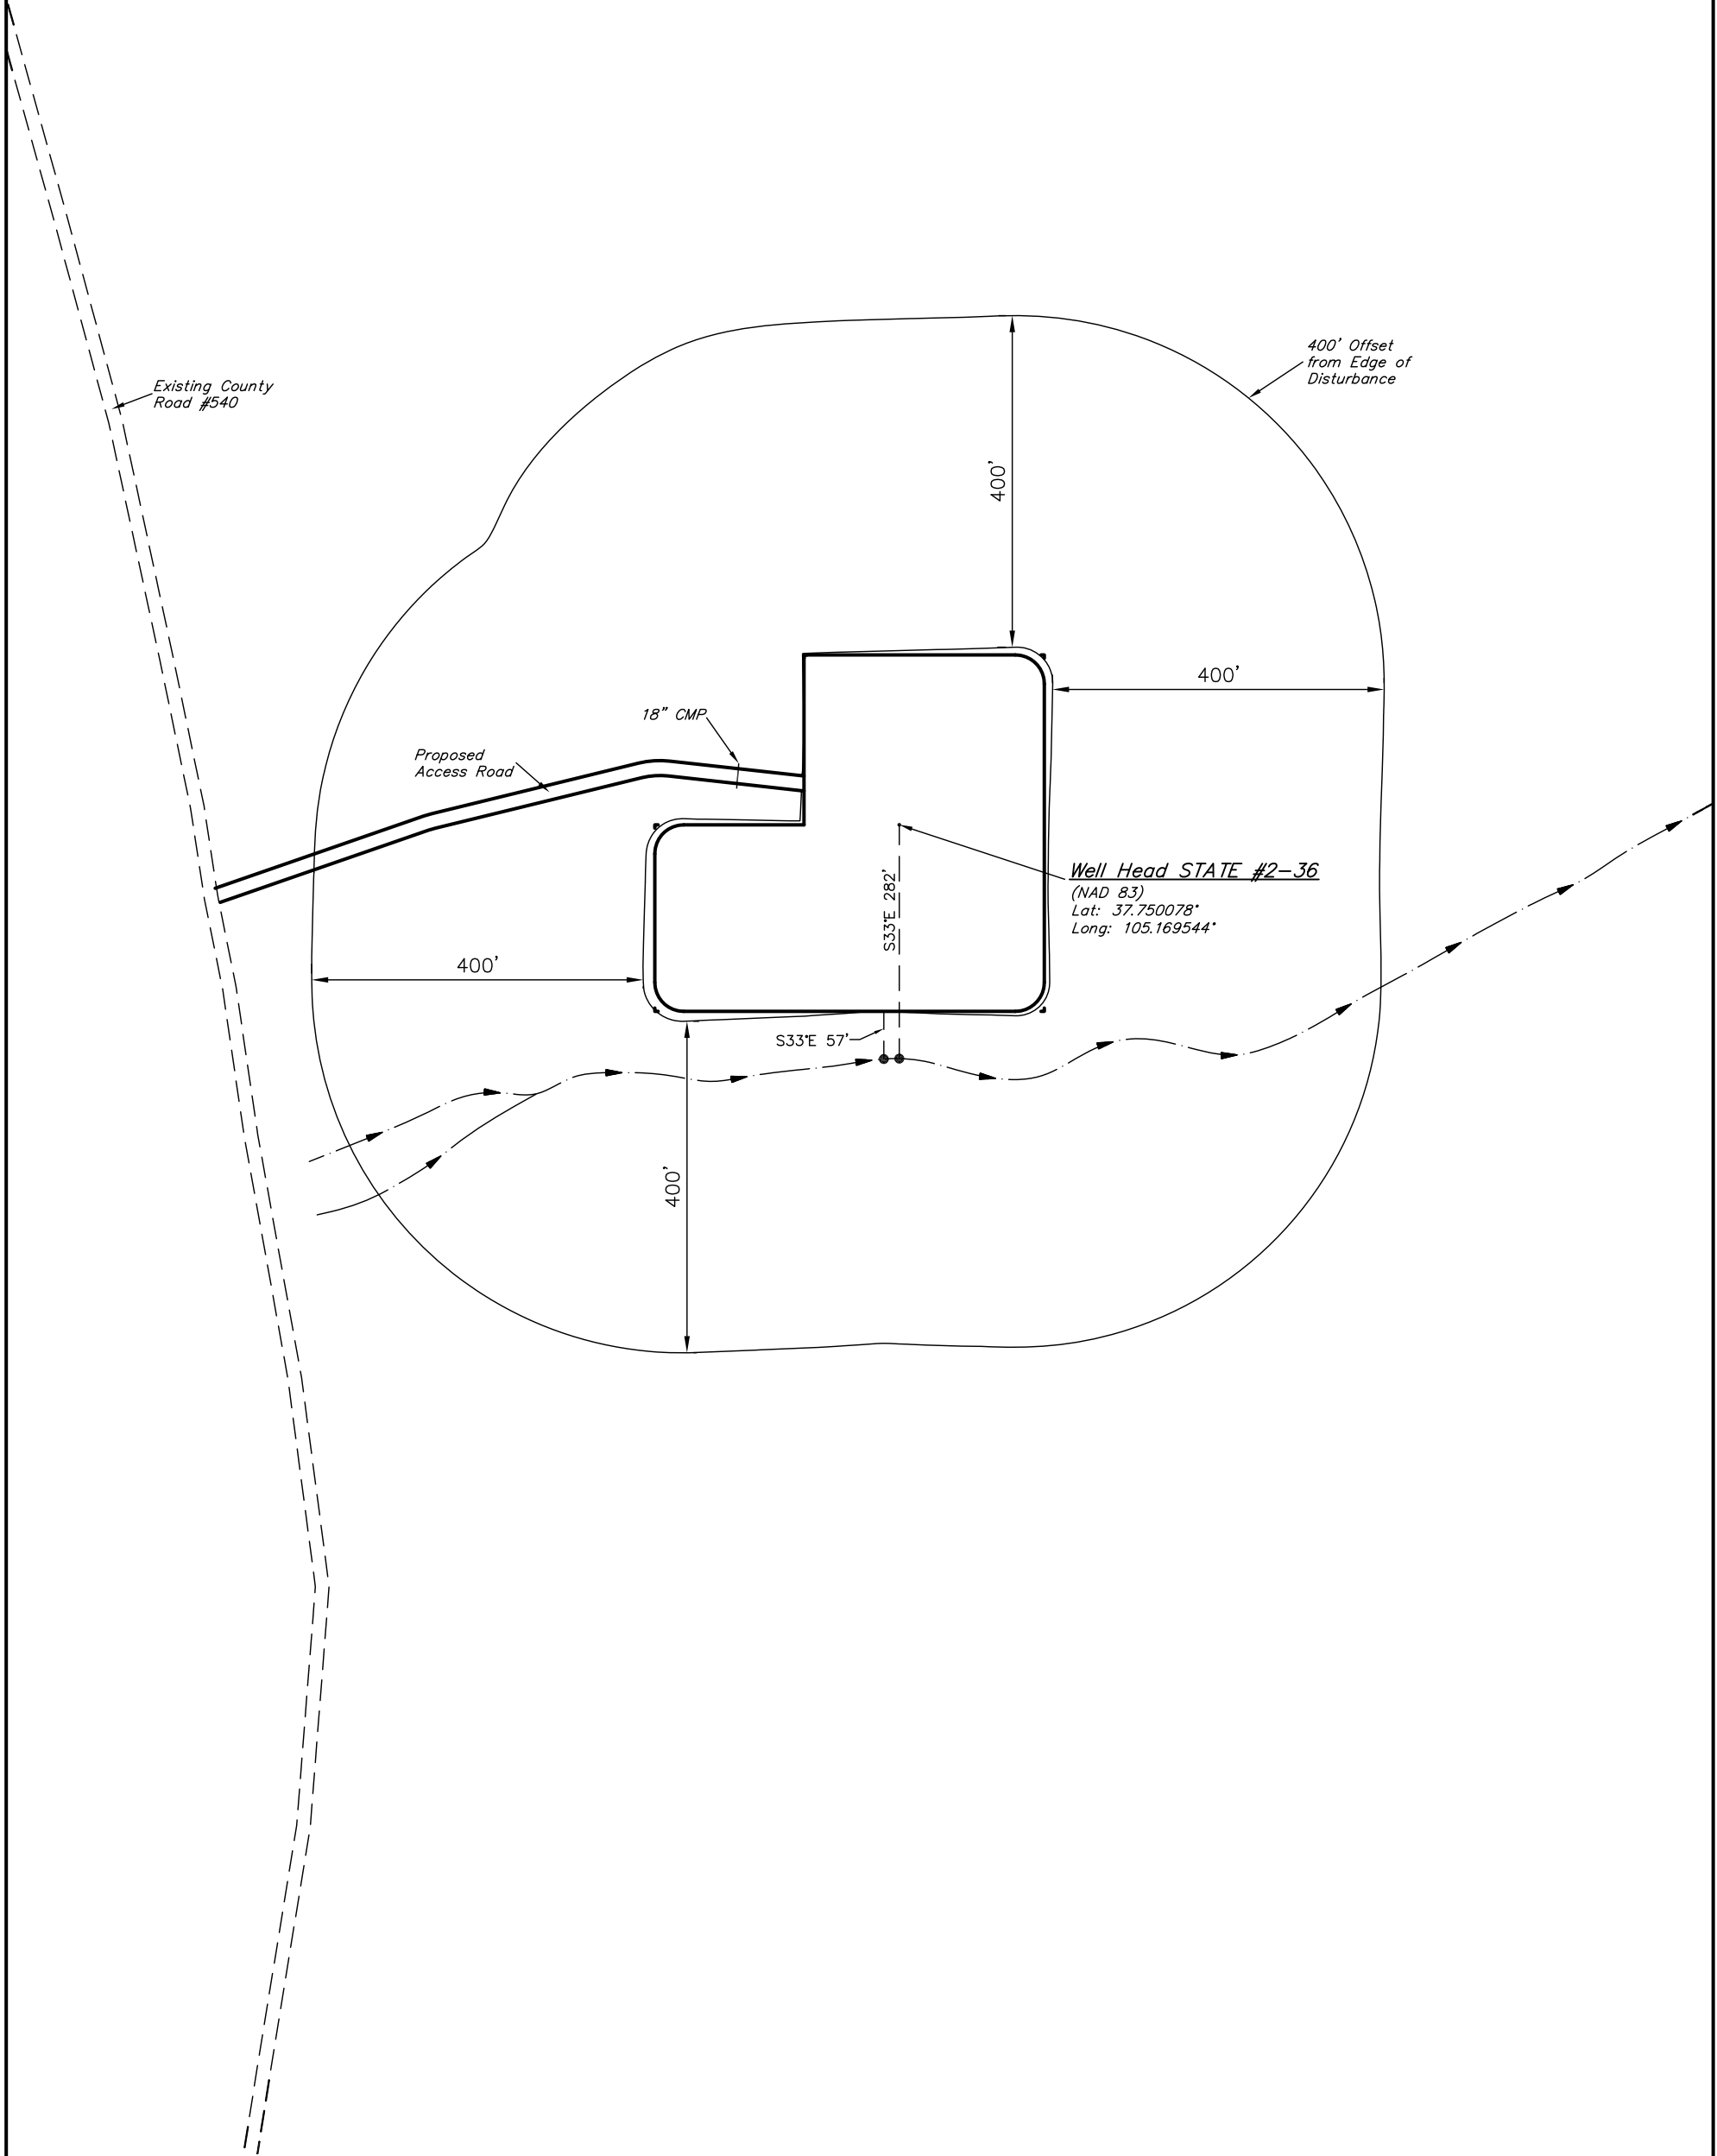 400' Offset
from Edge of
Disturbance
Existing County
Road #540
400'
400'
18" CMP
Proposed
Access Road
Well Head STATE #2-36
(NAD 83)
Lat: 37.750078°
Long: 105.169544°
S33°E 282'
400'
S33°E 57'
400'